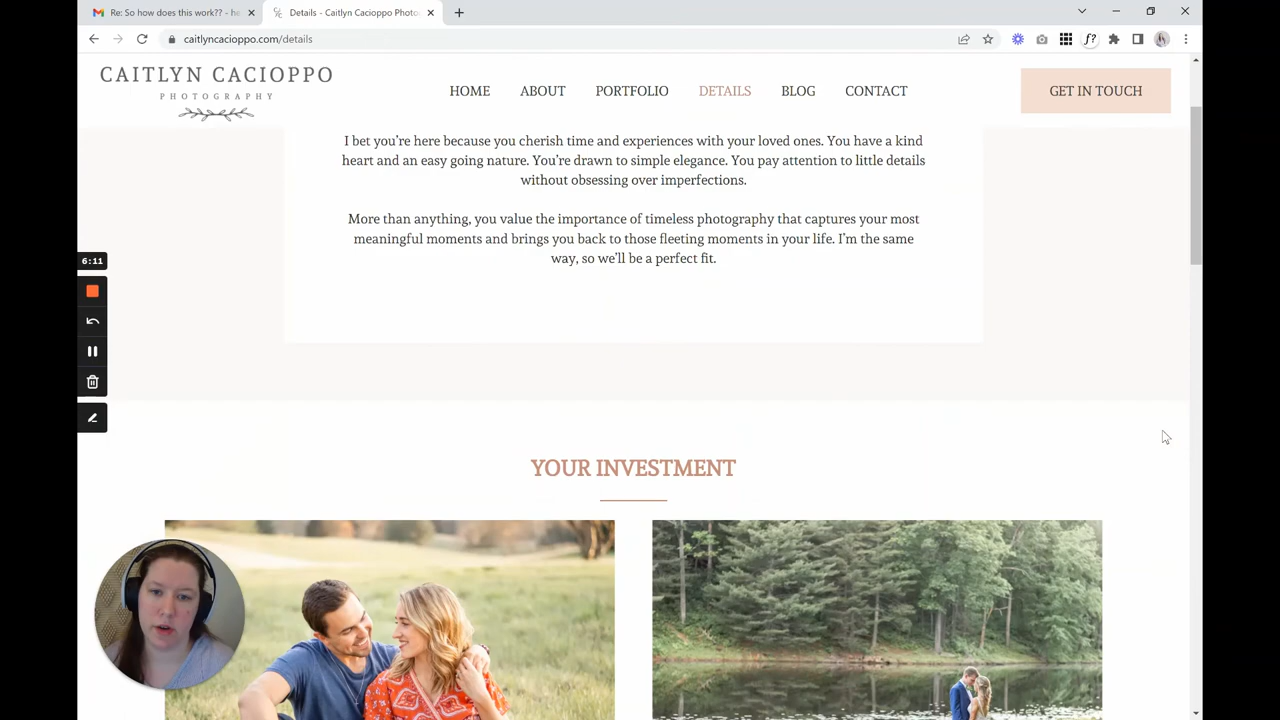 Re: So how does this work?? - he
Details - Caitlyn Cacioppo Photo
caitlyncacioppo.com/details
f?
CAITLYN CACIOPPO
PHOTOGRAPHY
HOME
ABOUT
PORTFOLIO
DETAILS
BLOG
CONTACT
GET IN TOUCH
I bet you're here because you cherish time and experiences with your loved ones. You have a kind
heart and an easy going nature. You're drawn to simple elegance. You pay attention to little details
without obsessing over imperfections.
More than anything, you value the importance of timeless photography that captures your most
meaningful moments and brings you back to those fleeting moments in your life. I'm the same
way, so we'll be a perfect fit.
6:11
YOUR INVESTMENT